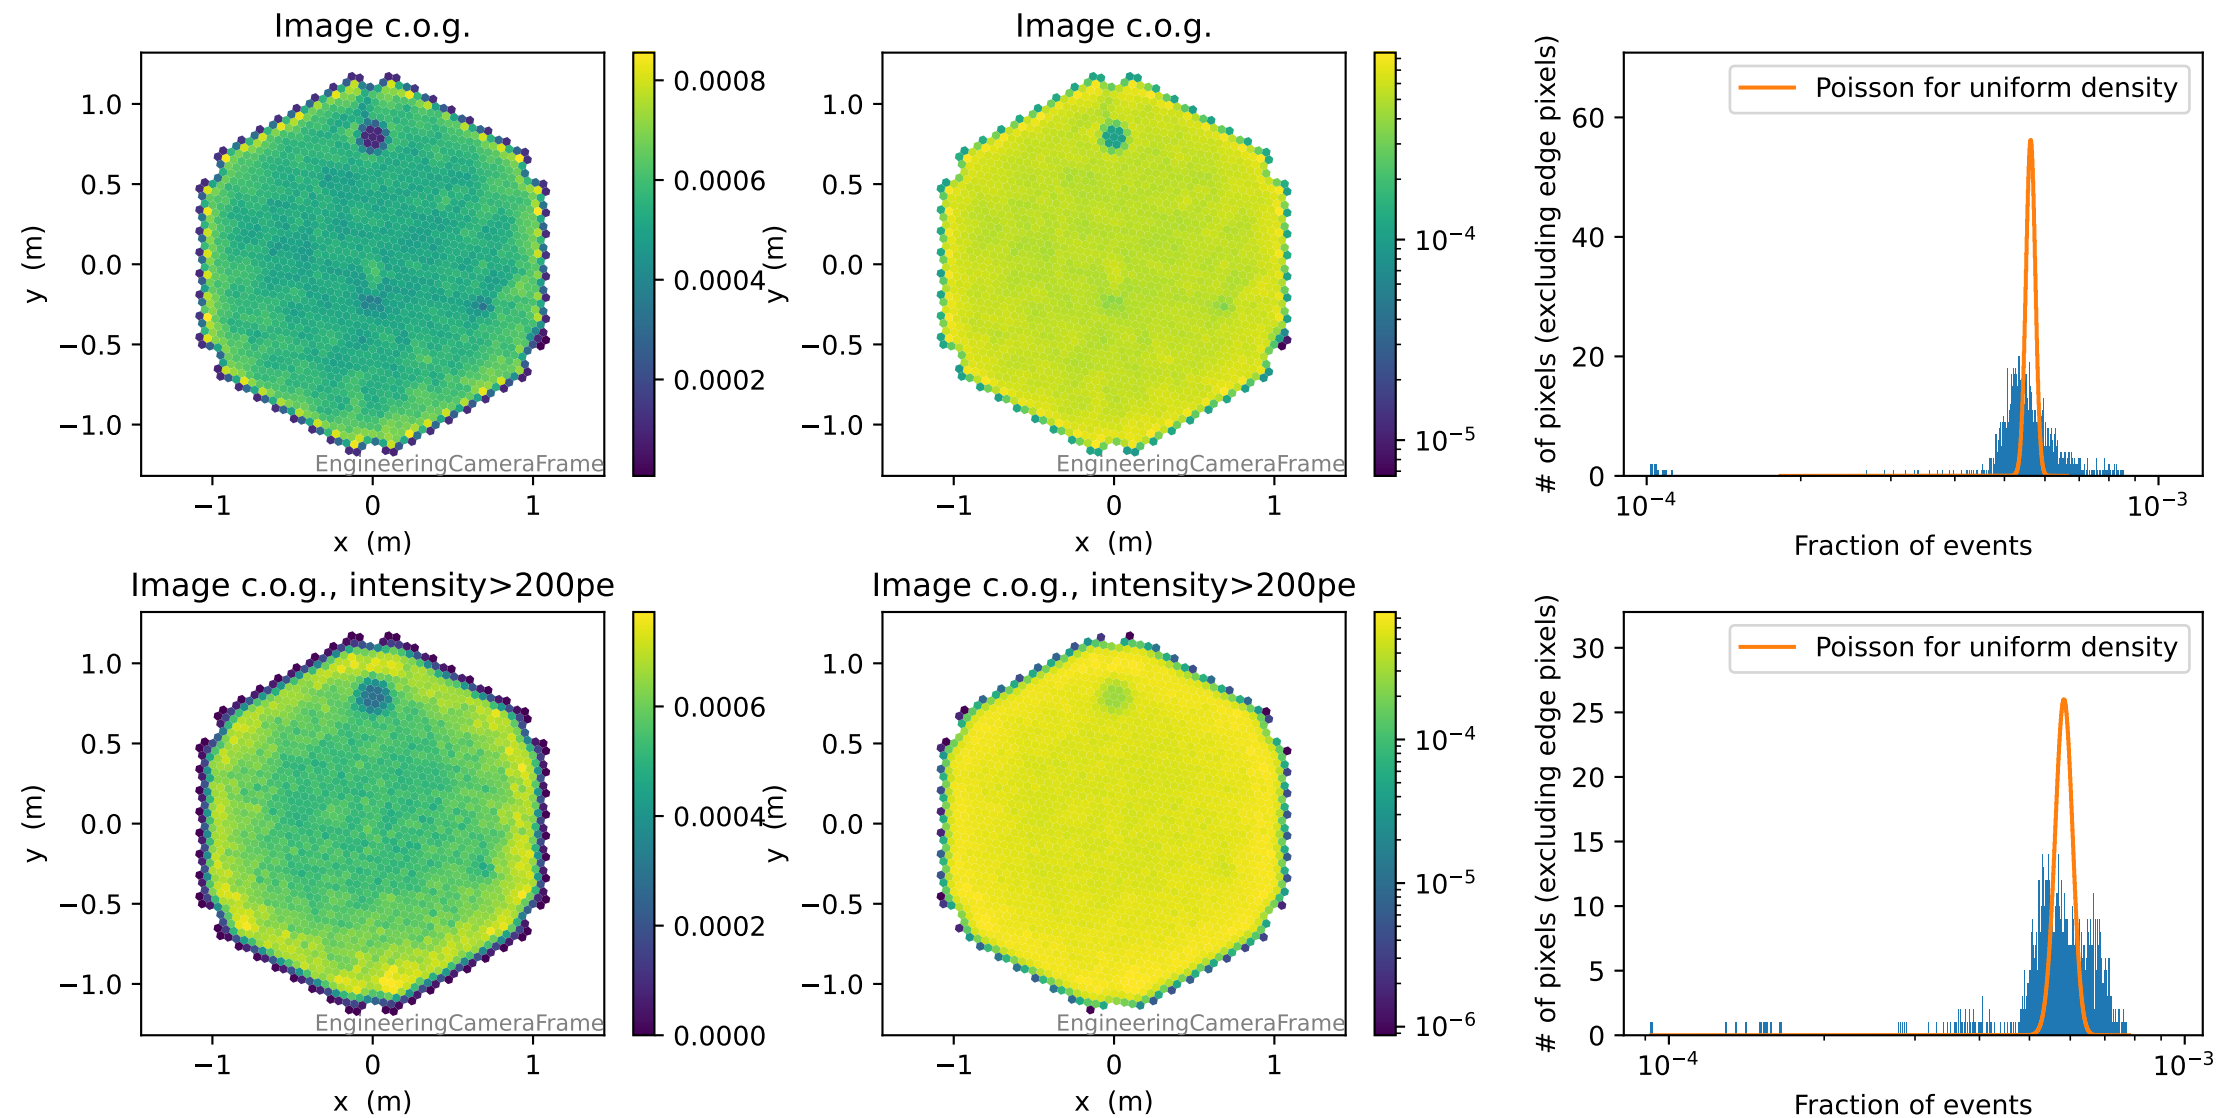 Image c.o.g.
1.0
0.5
0.0
−0.5
−1.0
y (m)
−1
0
1
x (m)
EngineeringCameraFrame
0.0008
0.0006
0.0004
0.0002
Image c.o.g.
1.0
0.5
0.0
−0.5
−1.0
y (m)
−1
0
1
x (m)
EngineeringCameraFrame
10⁻⁴
10⁻⁵
# of pixels (excluding edge pixels)
60
40
20
0
Poisson for uniform density
10⁻⁴
10⁻³
Fraction of events
Image c.o.g., intensity>200pe
1.0
0.5
0.0
−0.5
−1.0
y (m)
−1
0
1
x (m)
EngineeringCameraFrame
0.0006
0.0004
0.0002
0.0000
Image c.o.g., intensity>200pe
1.0
0.5
0.0
−0.5
−1.0
y (m)
−1
0
1
x (m)
EngineeringCameraFrame
10⁻⁴
10⁻⁵
10⁻⁶
# of pixels (excluding edge pixels)
30
25
20
15
10
5
0
Poisson for uniform density
10⁻⁴
10⁻³
Fraction of events